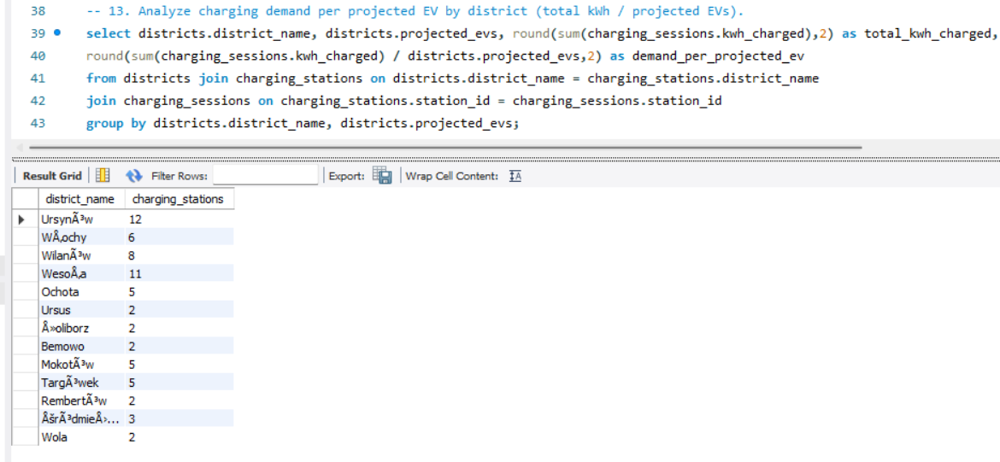 38 -- 13. Analyze charging demand per projected EV by district (total kWh / projected EVs).
39 select districts.district_name, districts.projected_evs, round(sum(charging_sessions.kwh_charged),2) as total_kwh_charged,
40 round(sum(charging_sessions.kwh_charged) / districts.projected_evs,2) as demand_per_projected_ev
41 from districts join charging_stations on districts.district_name = charging_stations.district_name
42 join charging_sessions on charging_stations.station_id = charging_sessions.station_id
43 group by districts.district_name, districts.projected_evs;
Result Grid Filter Rows: Export: Wrap Cell Content: IA
district_name charging_stations
UrsynÃ³w 12
WÅ‚ochy 6
WilanÃ³w 8
WesoÅ‚a 11
Ochota 5
Ursus 2
Å»oliborz 2
Bemowo 2
MokotÃ³w 5
TargÃ³wek 5
RembertÃ³w 2
ÅšrÃ³dmieÅ›... 3
Wola 2